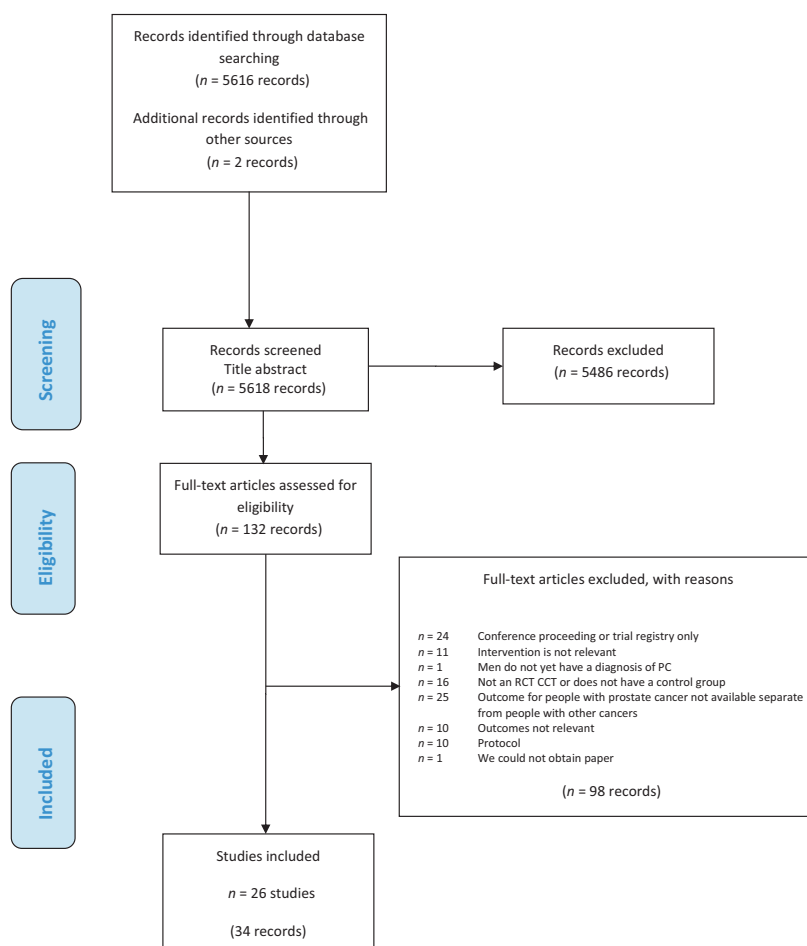 Records identified through database
searching
(n = 5616 records)
Additional records identified through
other sources
(n = 2 records)
Screening
Records screened
Title abstract
(n = 5618 records)
Records excluded
(n = 5486 records)
Eligibility
Full-text articles assessed for
eligibility
(n = 132 records)
Full-text articles excluded, with reasons
n = 24 Conference proceeding or trial registry only
n = 11 Intervention is not relevant
n = 1 Men do not yet have a diagnosis of PC
n = 16 Not an RCT CCT or does not have a control group
n = 25 Outcome for people with prostate cancer not available separate
from people with other cancers
n = 10 Outcomes not relevant
n = 10 Protocol
n = 1 We could not obtain paper
(n = 98 records)
Included
Studies included
n = 26 studies
(34 records)